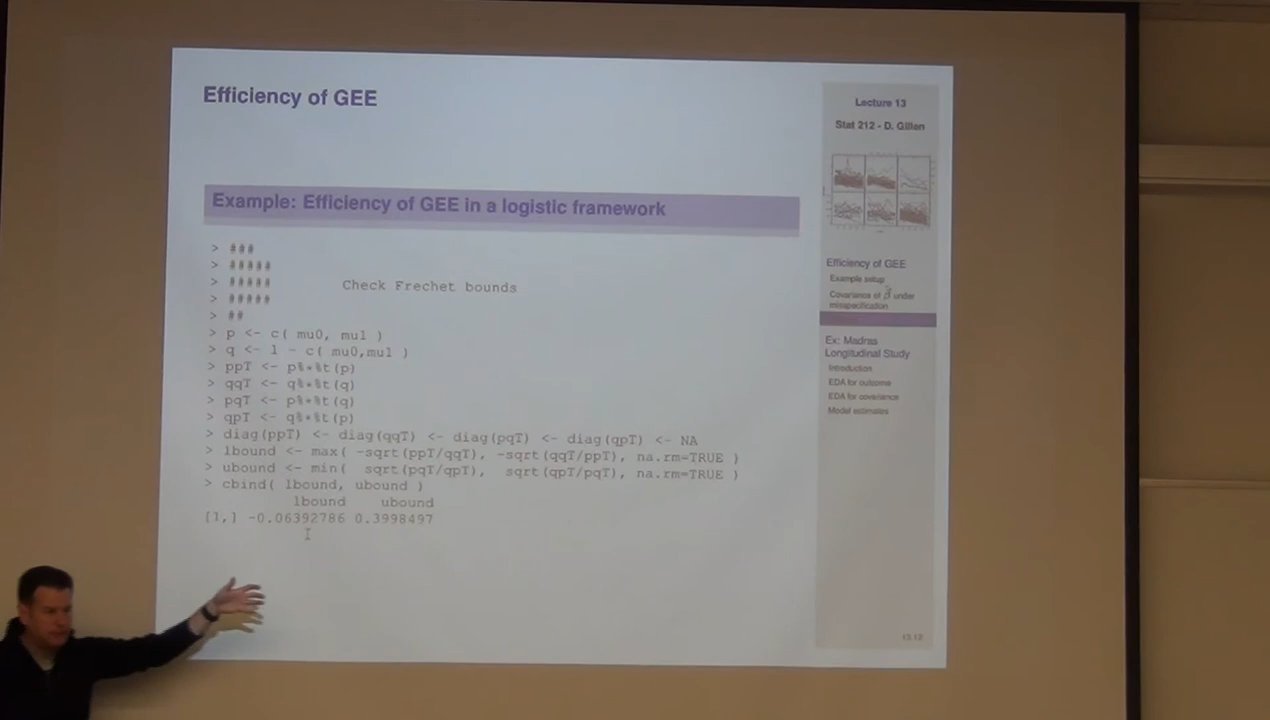 Efficiency of GEE
Example: Efficiency of GEE in a logistic framework
> ###
> #####
> ##### Check Frechet bounds
> #####
> ##
> p <- c( mu0, mu1 )
> q <- 1 - c( mu0,mu1 )
> ppT <- p%*%t(p)
> qqT <- q%*%t(q)
> pqT <- p%*%t(q)
> qpT <- q%*%t(p)
> diag(ppT) <- diag(qqT) <- diag(pqT) <- diag(qpT) <- NA
> lbound <- max( -sqrt(ppT/qqT), -sqrt(qqT/ppT), na.rm=TRUE )
> ubound <- min( sqrt(pqT/qpT), sqrt(qpT/pqT), na.rm=TRUE )
> cbind( lbound, ubound )
lbound ubound
[1,] -0.06392786 0.3998497
Lecture 13
Stat 212 - D. Gillen
Efficiency of GEE
Example setup
Covariance of β̂ under
misspecification
Ex: Madras
Longitudinal Study
Introduction
EDA for outcome
EDA for covariance
Model estimates